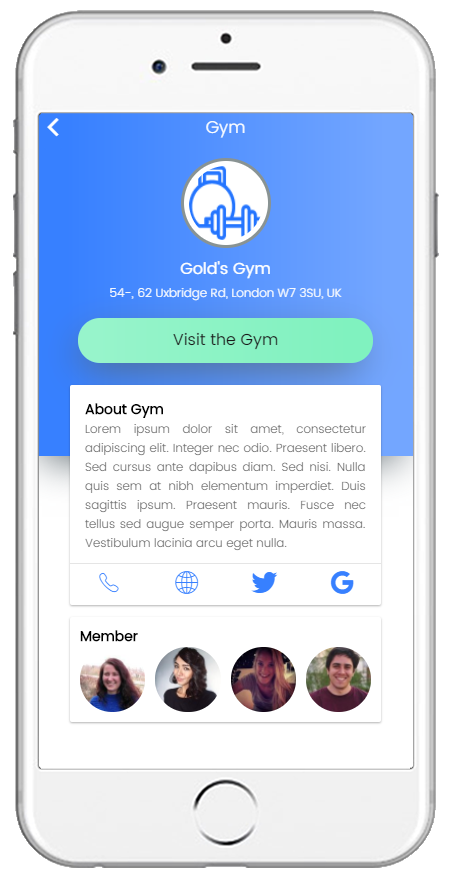 Gym
Gold's Gym
54-, 62 Uxbridge Rd, London W7 3SU, UK
Visit the Gym
About Gym
Lorem ipsum dolor sit amet, consectetur
adipiscing elit. Integer nec odio. Praesent libero.
Sed cursus ante dapibus diam. Sed nisi. Nulla
quis sem at nibh elementum imperdiet. Duis
sagittis ipsum. Praesent mauris. Fusce nec
tellus sed augue semper porta. Mauris massa.
Vestibulum lacinia arcu eget nulla.
Member